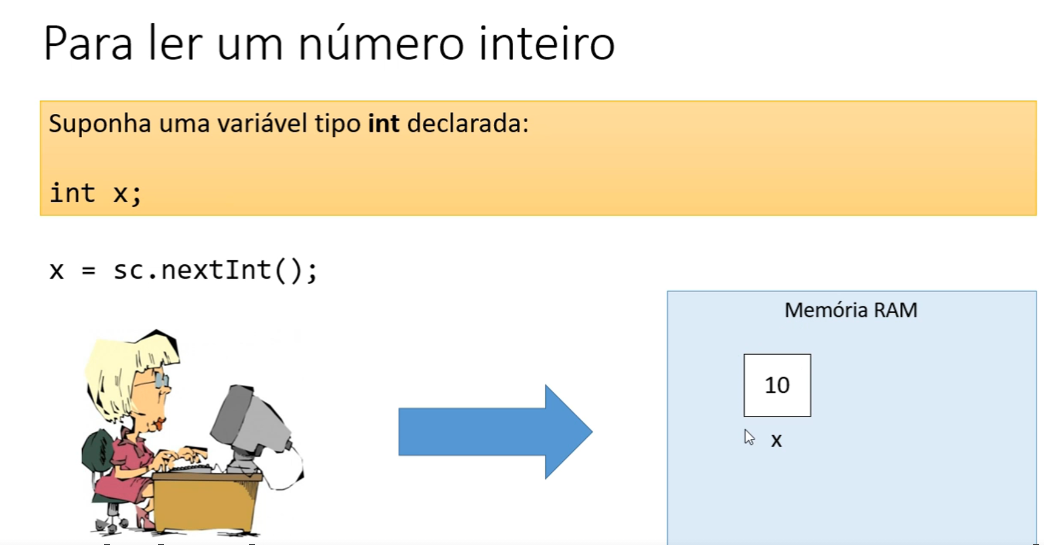 Para ler um número inteiro
Suponha uma variável tipo int declarada:
int x;
x = sc.nextInt();
Memória RAM
10
x